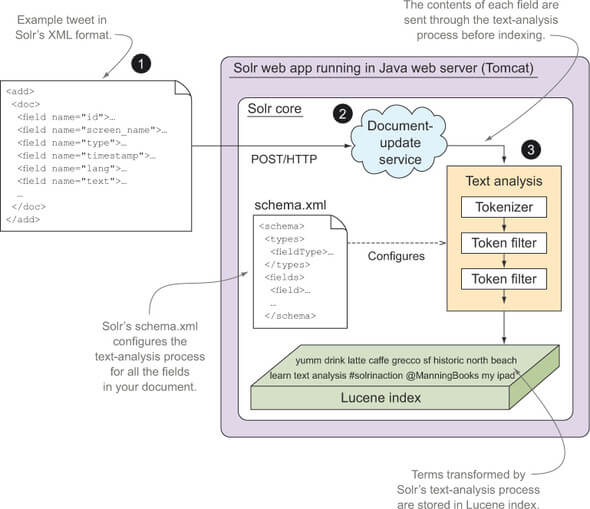 Example tweet in
Solr's XML format.
The contents of each field are
sent through the text-analysis
process before indexing.
1
Solr web app running in Java web server (Tomcat)
<add>
<doc>
<field name="id">…
<field name="screen_name">…
<field name="type">…
<field name="timestamp">…
<field name="lang">…
<field name="text">…
…
</doc>
</add>
Solr core
2
Document-
update
service
POST/HTTP
3
Text analysis
Tokenizer
Token filter
Token filter
schema.xml
<schema>
<types>
<fieldType>…
</types>
<fields>
<field>…
…
</schema>
Configures
Solr's schema.xml
configures the
text-analysis process
for all the fields
in your document.
yumm drink latte caffe grecco sf historic north beach
learn text analysis #solrinaction @ManningBooks my ipad
Lucene index
Terms transformed by
Solr's text-analysis process
are stored in Lucene index.